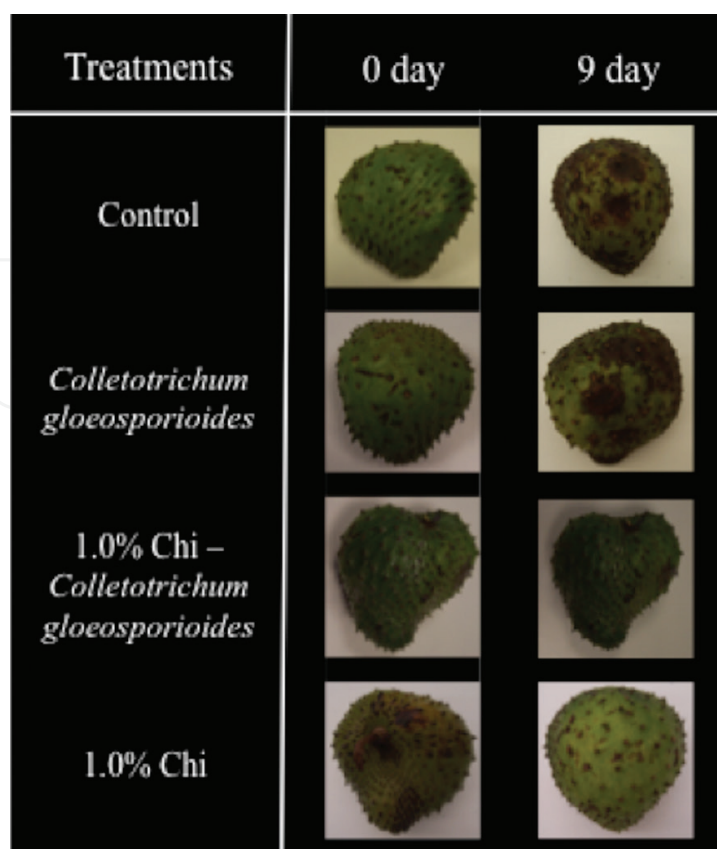 Treatments 0 day 9 day
Control
Colletotrichum
gloeosporioides
1.0% Chi –
Colletotrichum
gloeosporioides
1.0% Chi